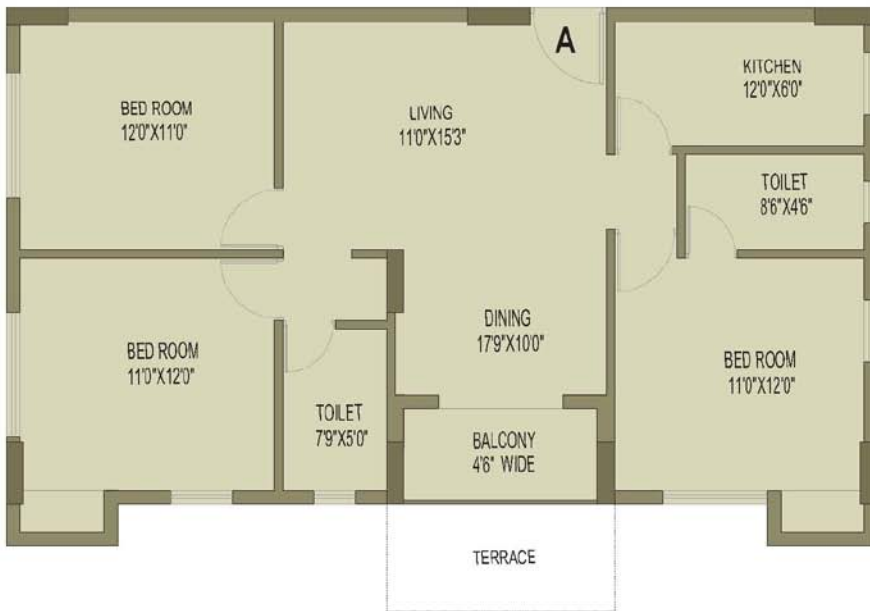 A
BED ROOM
12'0"X11'0"
LIVING
11'0"X15'3"
KITCHEN
12'0"X6'0"
TOILET
8'6"X4'6"
BED ROOM
11'0"X12'0"
DINING
17'9"X10'0"
BED ROOM
11'0"X12'0"
TOILET
7'9"X5'0"
BALCONY
4'6" WIDE
TERRACE